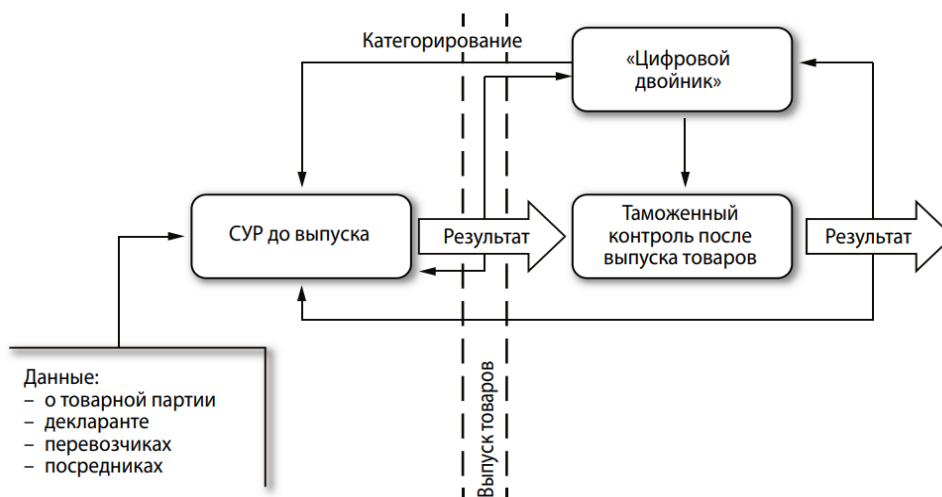 Категорирование
«Цифровой
двойник»
СУР до выпуска
Результат
Таможенный
контроль после
выпуска товаров
Результат
Данные:
– о товарной партии
– декларанте
– перевозчиках
– посредниках
Выпуск товаров